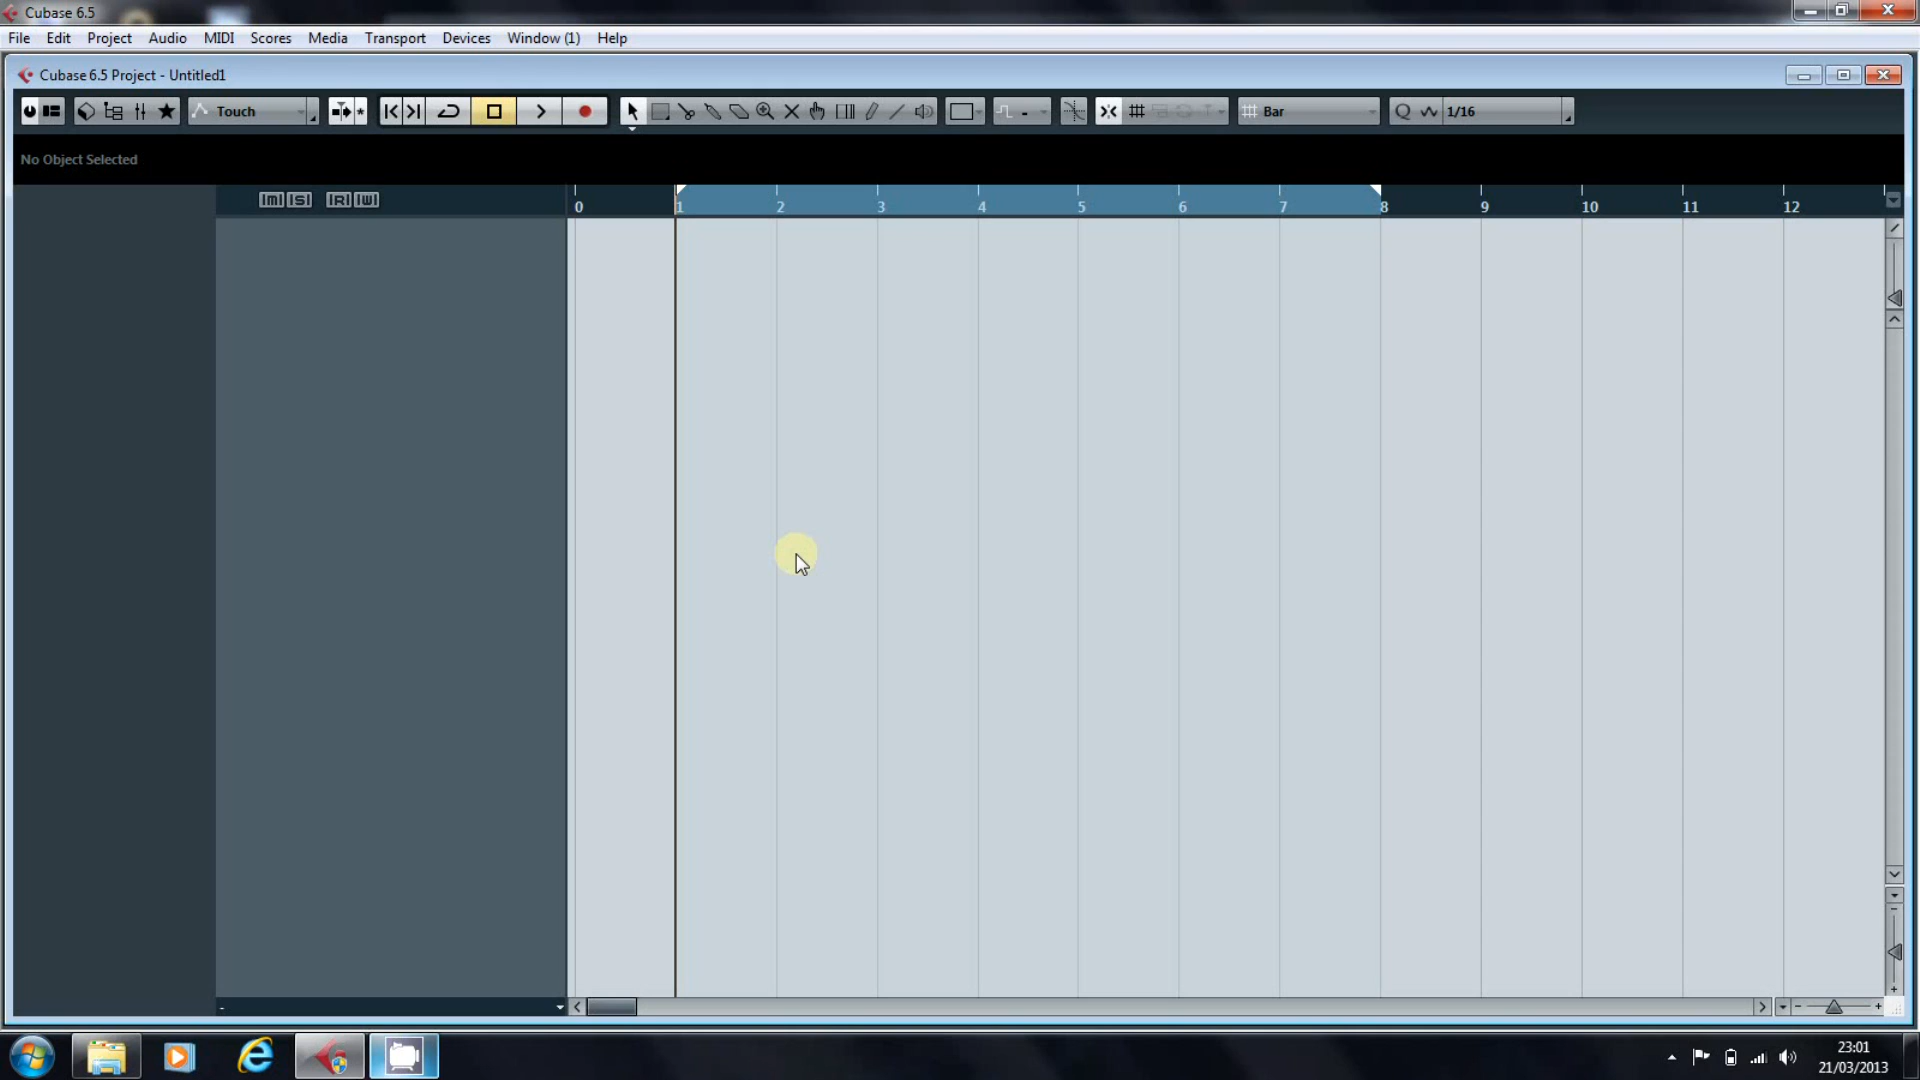 Cubase 6.5
File Edit Project Audio MIDI Scores Media Transport Devices Window (1) Help
Cubase 6.5 Project - Untitled1
Touch Bar Q 1/16
No Object Selected
m s R W
0 1 2 3 4 5 6 7 8 9 10 11 12
23:01
21/03/2013